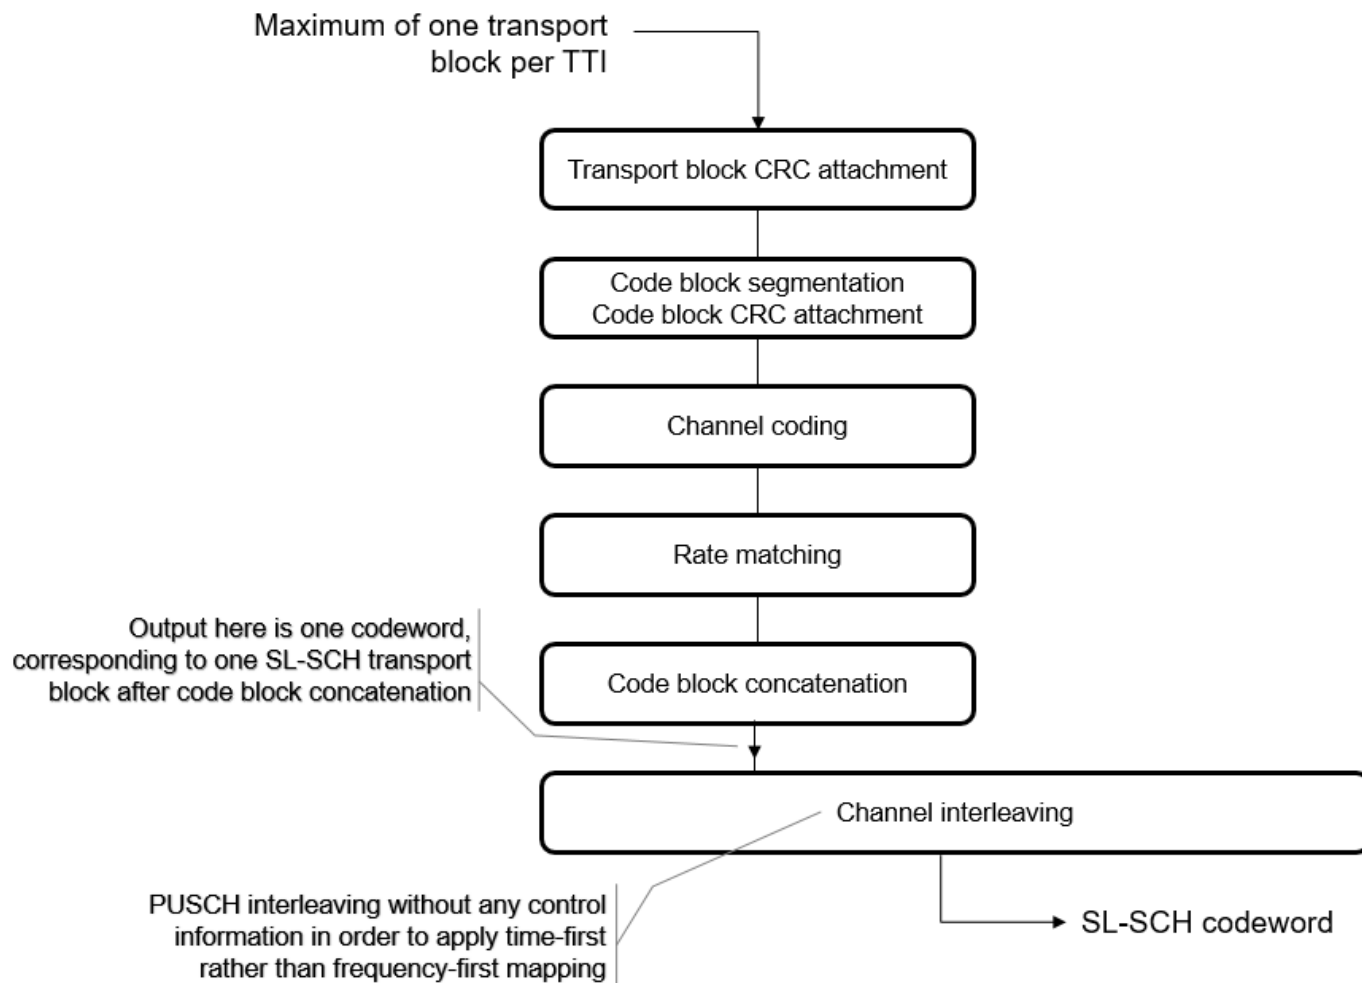 Maximum of one transport
block per TTI
Transport block CRC attachment
Code block segmentation
Code block CRC attachment
Channel coding
Rate matching
Output here is one codeword,
corresponding to one SL-SCH transport
block after code block concatenation
Code block concatenation
Channel interleaving
PUSCH interleaving without any control
information in order to apply time-first
rather than frequency-first mapping
SL-SCH codeword